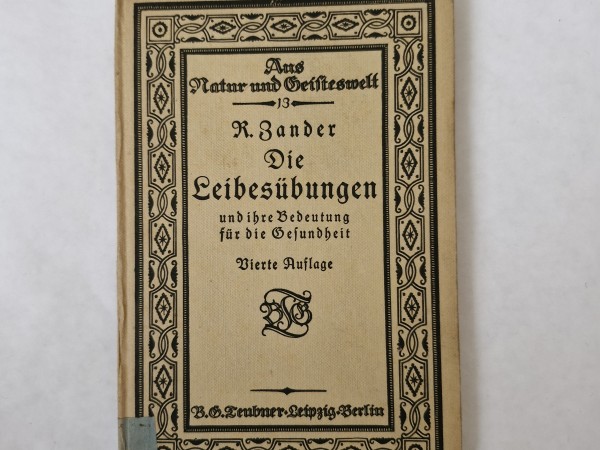 Aus
Natur und Geisteswelt
13
R. Zander
Die
Leibesübungen
und ihre Bedeutung
für die Gesundheit
Vierte Auflage
BGT
B.G.Teubner·Leipzig·Berlin